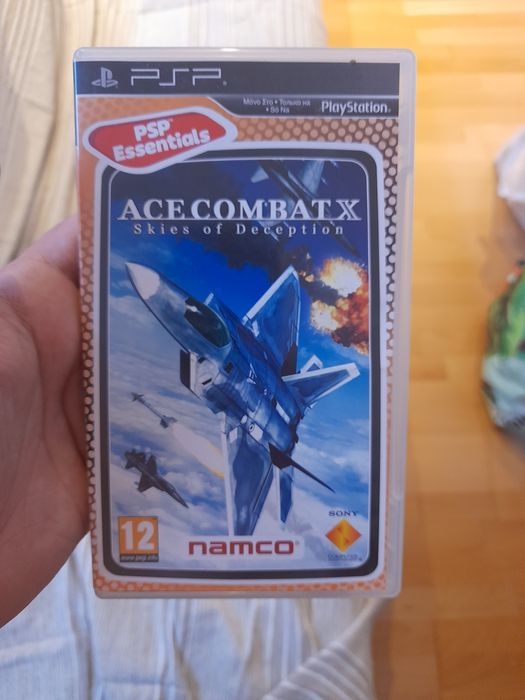 PSP
Μόνο Στο • Только на
• Só Na
PlayStation
PSP
Essentials
ACE COMBAT X
Skies of Deception
SONY
12
www.pegi.info
namco